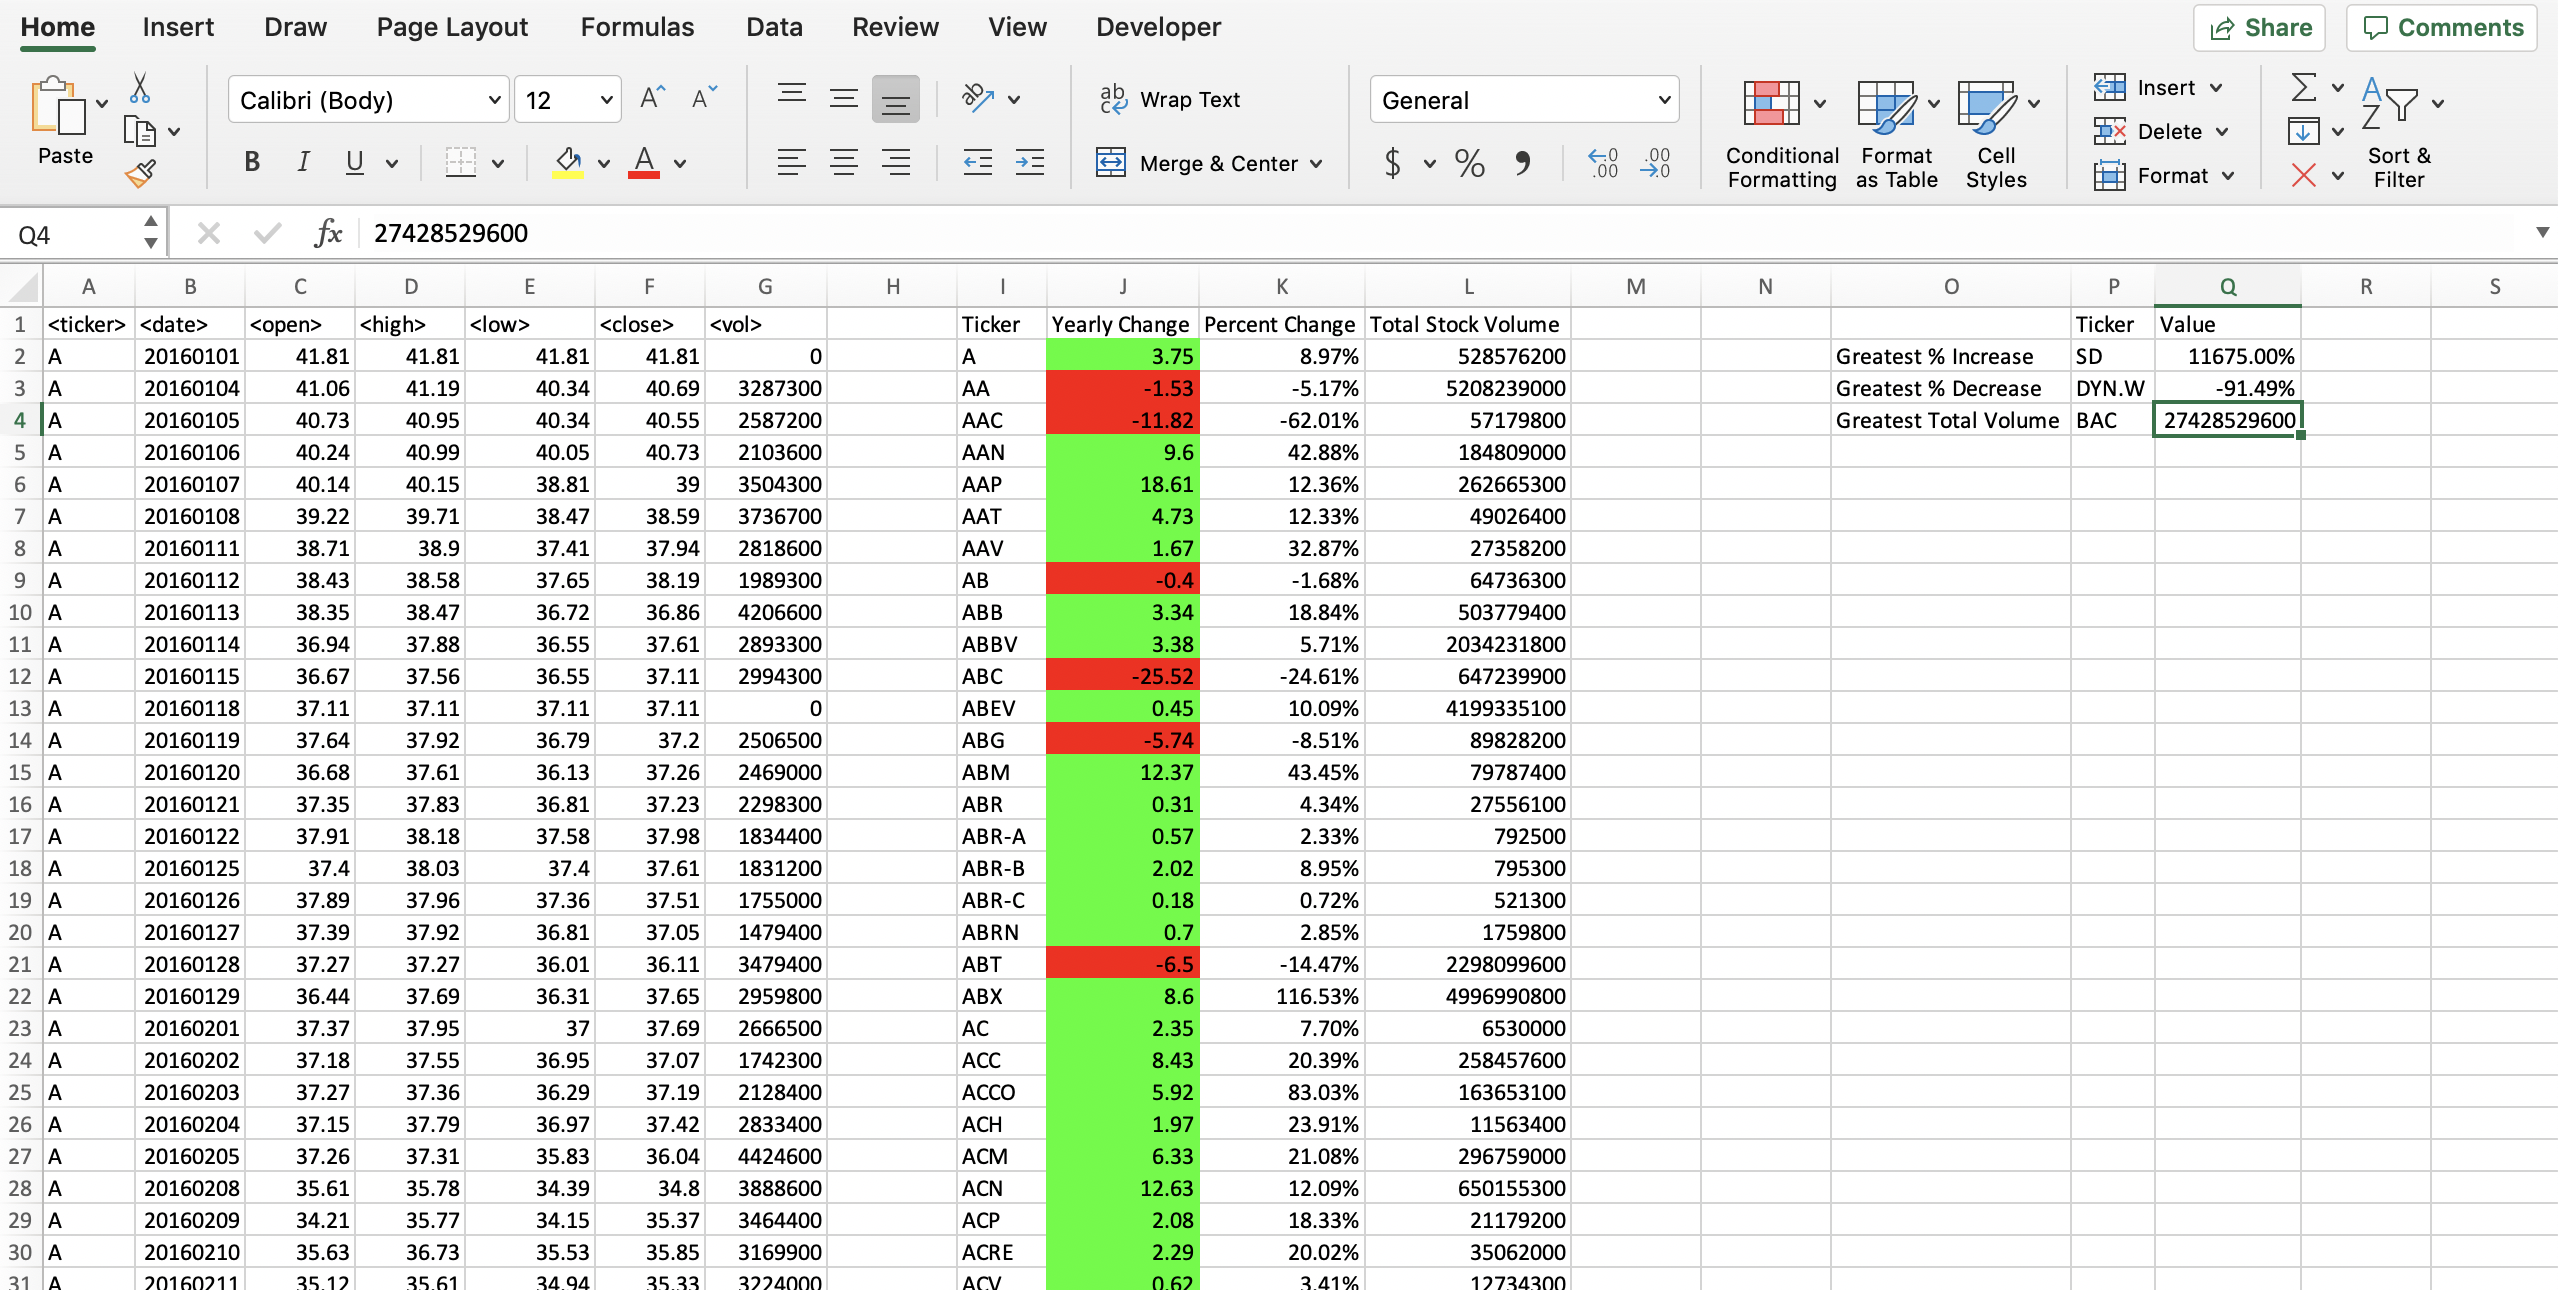 Home Insert Draw Page Layout Formulas Data Review View Developer Share Comments
Paste
Calibri (Body) 12 A A
B I U A
ab Wrap Text
Merge & Center
General
$ % , .0 .00 .00 .0
Conditional Formatting
Format as Table
Cell Styles
Insert
Delete
Format
Sort & Filter
Q4 fx 27428529600
A B C D E F G H I J K L M N O P Q R S
1 <ticker> <date> <open> <high> <low> <close> <vol> Ticker Yearly Change Percent Change Total Stock Volume Ticker Value
2 A 20160101 41.81 41.81 41.81 41.81 0 A 3.75 8.97% 528576200 Greatest % Increase SD 11675.00%
3 A 20160104 41.06 41.19 40.34 40.69 3287300 AA -1.53 -5.17% 5208239000 Greatest % Decrease DYN.W -91.49%
4 A 20160105 40.73 40.95 40.34 40.55 2587200 AAC -11.82 -62.01% 57179800 Greatest Total Volume BAC 27428529600
5 A 20160106 40.24 40.99 40.05 40.73 2103600 AAN 9.6 42.88% 184809000
6 A 20160107 40.14 40.15 38.81 39 3504300 AAP 18.61 12.36% 262665300
7 A 20160108 39.22 39.71 38.47 38.59 3736700 AAT 4.73 12.33% 49026400
8 A 20160111 38.71 38.9 37.41 37.94 2818600 AAV 1.67 32.87% 27358200
9 A 20160112 38.43 38.58 37.65 38.19 1989300 AB -0.4 -1.68% 64736300
10 A 20160113 38.35 38.47 36.72 36.86 4206600 ABB 3.34 18.84% 503779400
11 A 20160114 36.94 37.88 36.55 37.61 2893300 ABBV 3.38 5.71% 2034231800
12 A 20160115 36.67 37.56 36.55 37.11 2994300 ABC -25.52 -24.61% 647239900
13 A 20160118 37.11 37.11 37.11 37.11 0 ABEV 0.45 10.09% 4199335100
14 A 20160119 37.64 37.92 36.79 37.2 2506500 ABG -5.74 -8.51% 89828200
15 A 20160120 36.68 37.61 36.13 37.26 2469000 ABM 12.37 43.45% 79787400
16 A 20160121 37.35 37.83 36.81 37.23 2298300 ABR 0.31 4.34% 27556100
17 A 20160122 37.91 38.18 37.58 37.98 1834400 ABR-A 0.57 2.33% 792500
18 A 20160125 37.4 38.03 37.4 37.61 1831200 ABR-B 2.02 8.95% 795300
19 A 20160126 37.89 37.96 37.36 37.51 1755000 ABR-C 0.18 0.72% 521300
20 A 20160127 37.39 37.92 36.81 37.05 1479400 ABRN 0.7 2.85% 1759800
21 A 20160128 37.27 37.27 36.01 36.11 3479400 ABT -6.5 -14.47% 2298099600
22 A 20160129 36.44 37.69 36.31 37.65 2959800 ABX 8.6 116.53% 4996990800
23 A 20160201 37.37 37.95 37 37.69 2666500 AC 2.35 7.70% 6530000
24 A 20160202 37.18 37.55 36.95 37.07 1742300 ACC 8.43 20.39% 258457600
25 A 20160203 37.27 37.36 36.29 37.19 2128400 ACCO 5.92 83.03% 163653100
26 A 20160204 37.15 37.79 36.97 37.42 2833400 ACH 1.97 23.91% 11563400
27 A 20160205 37.26 37.31 35.83 36.04 4424600 ACM 6.33 21.08% 296759000
28 A 20160208 35.61 35.78 34.39 34.8 3888600 ACN 12.63 12.09% 650155300
29 A 20160209 34.21 35.77 34.15 35.37 3464400 ACP 2.08 18.33% 21179200
30 A 20160210 35.63 36.73 35.53 35.85 3169900 ACRE 2.29 20.02% 35062000
31 A 20160211 35.12 35.61 34.94 35.33 3224000 ACV 0.62 3.41% 12734300